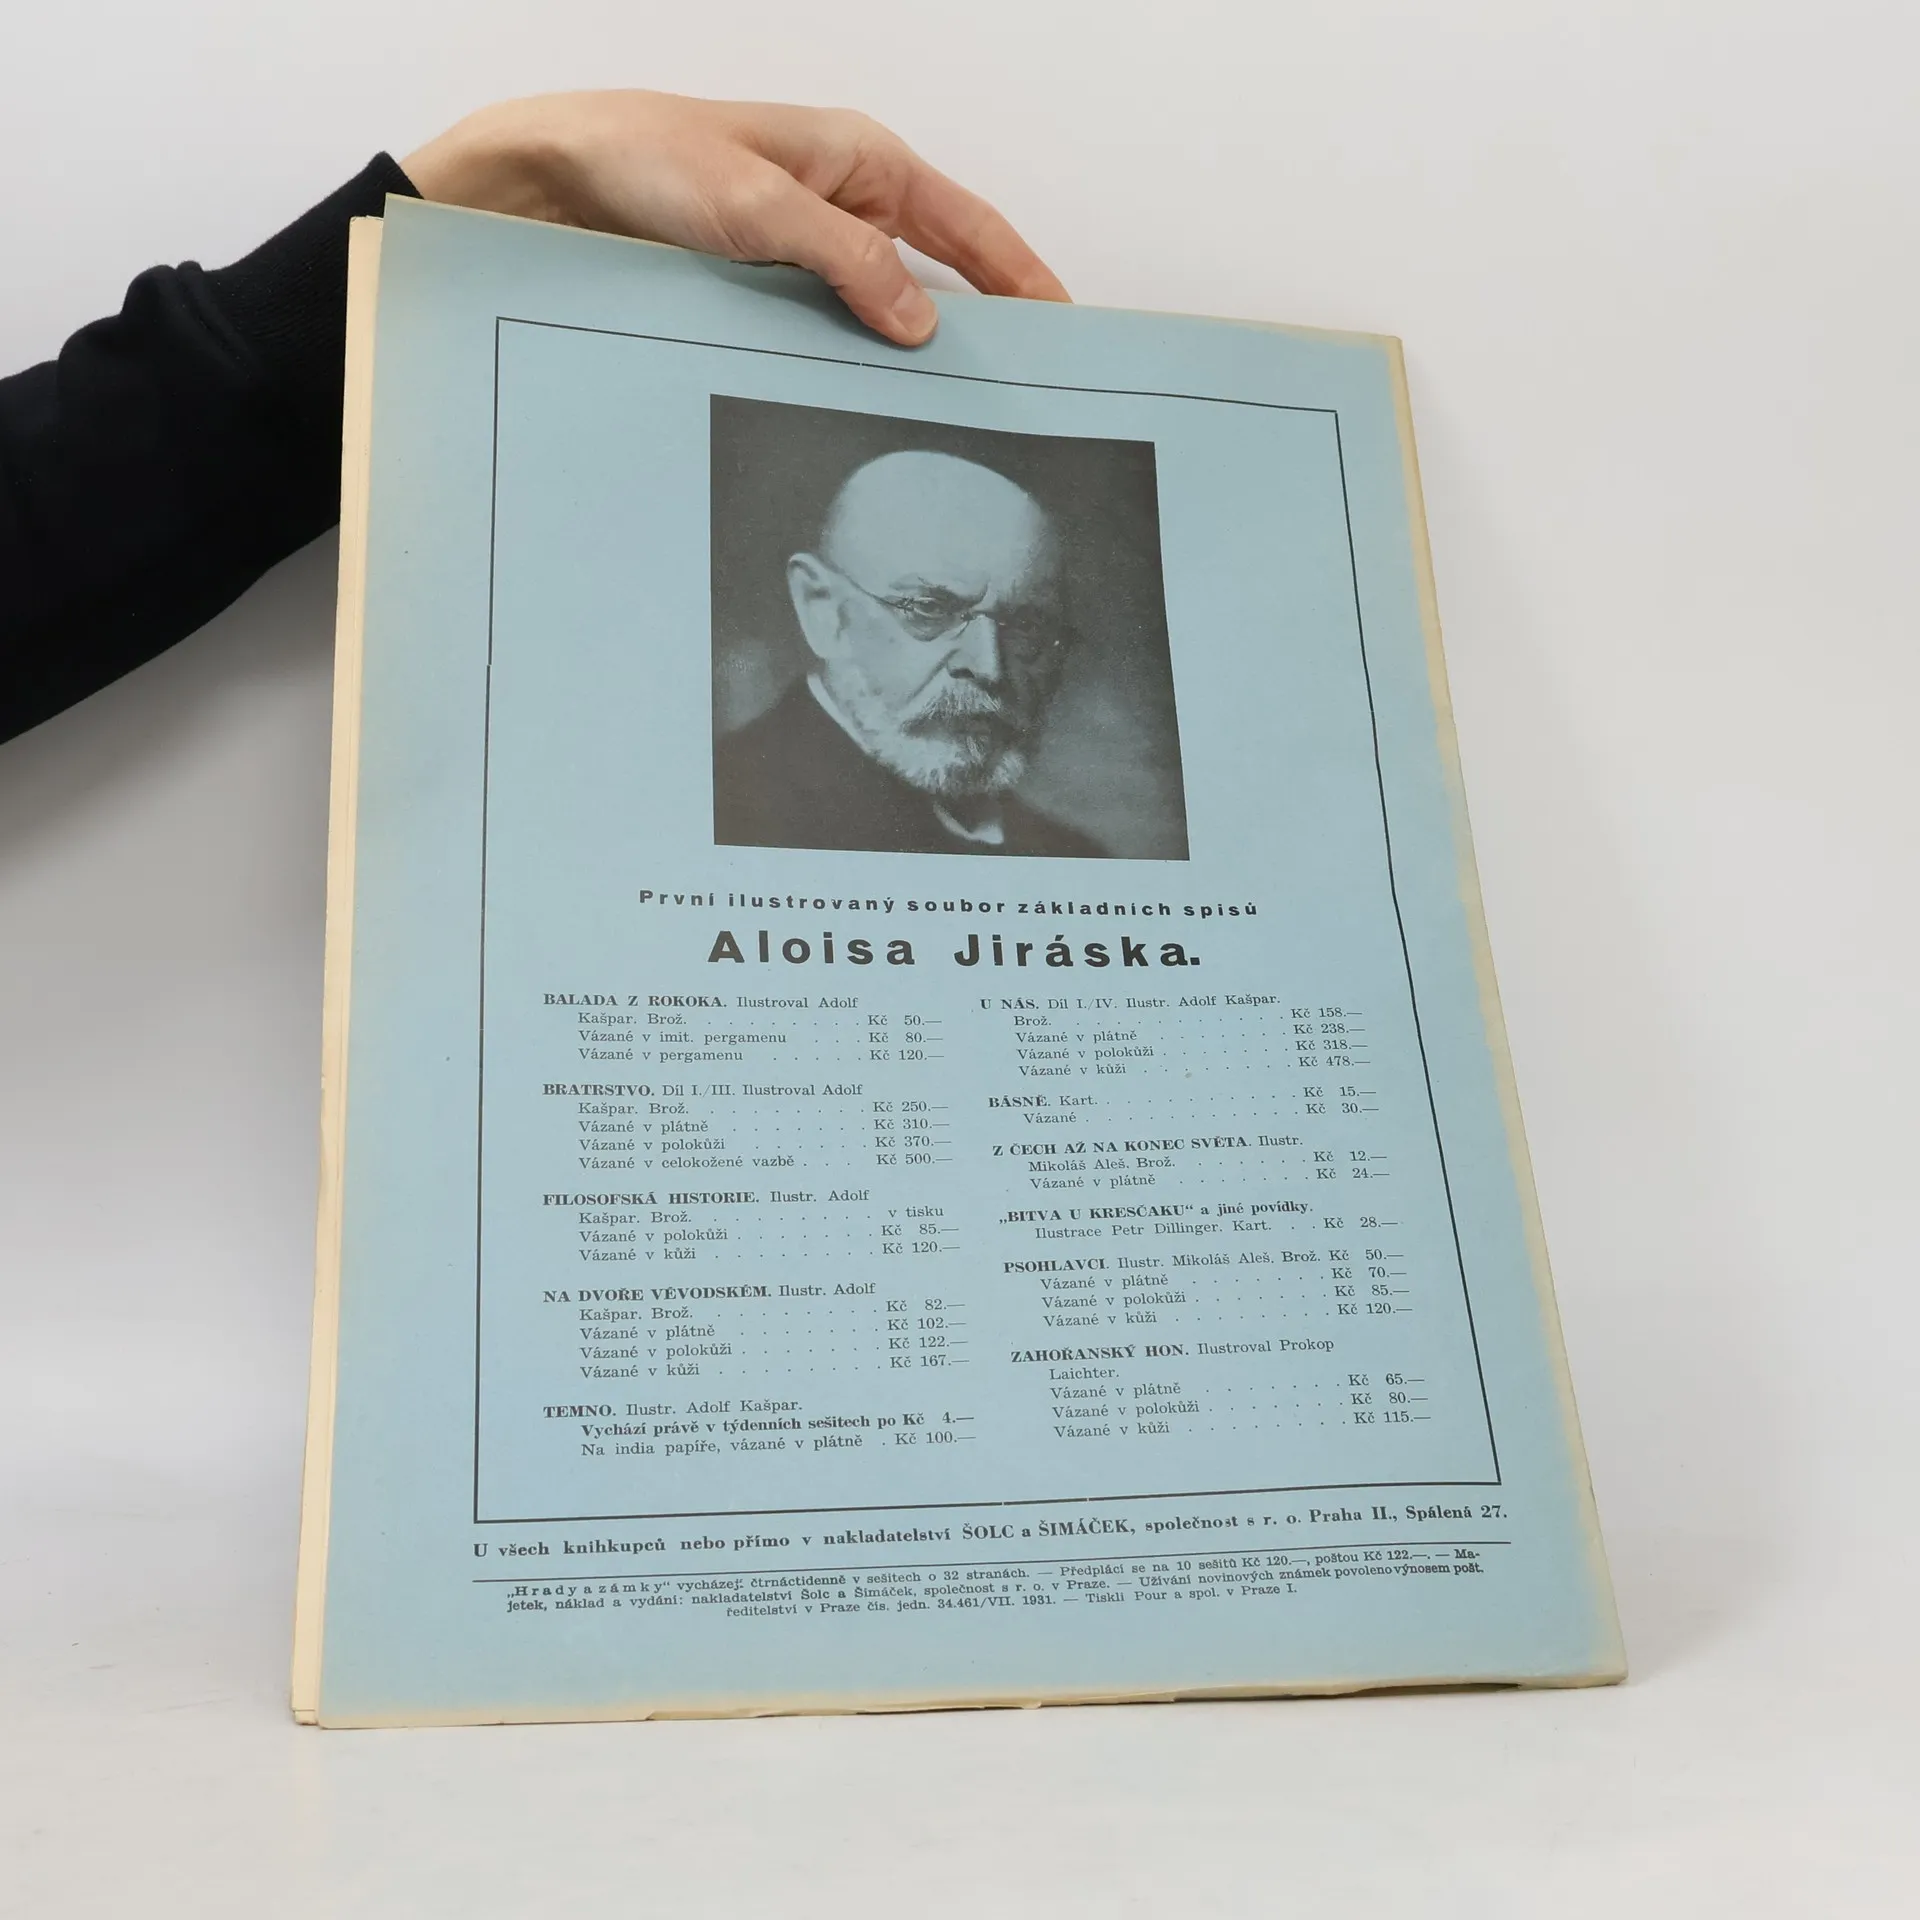 První ilustrovaný soubor základních spisů
Aloisa Jiráska.
BALADA Z ROKOKA. Ilustroval Adolf
Kašpar. Brož. . . . . . . . . Kč 50.—
Vázané v imit. pergamenu . . . Kč 80.—
Vázané v pergamenu . . . . . Kč 120.—
BRATRSTVO. Díl I./III. Ilustroval Adolf
Kašpar. Brož. . . . . . . . . Kč 250.—
Vázané v plátně . . . . . . . Kč 310.—
Vázané v polokůži . . . . . . Kč 370.—
Vázané v celokožené vazbě . . . Kč 500.—
FILOSOFSKÁ HISTORIE. Ilustr. Adolf
Kašpar. Brož. . . . . . . . . v tisku
Vázané v polokůži . . . . . . . Kč 85.—
Vázané v kůži . . . . . . . . Kč 120.—
NA DVOŘE VÉVODSKÉM. Ilustr. Adolf
Kašpar. Brož. . . . . . . . . Kč 82.—
Vázané v plátně . . . . . . . Kč 102.—
Vázané v polokůži . . . . . . . Kč 122.—
Vázané v kůži . . . . . . . . Kč 167.—
TEMNO. Ilustr. Adolf Kašpar.
Vychází právě v týdenních sešitech po Kč 4.—
Na india papíře, vázané v plátně . Kč 100.—
U NÁS. Díl I./IV. Ilustr. Adolf Kašpar.
Brož. . . . . . . . . . . . Kč 158.—
Vázané v plátně . . . . . . . Kč 238.—
Vázané v polokůži . . . . . . . Kč 318.—
Vázané v kůži . . . . . . . . Kč 478.—
BÁSNĚ. Kart. . . . . . . . . . . Kč 15.—
Vázané . . . . . . . . . . . Kč 30.—
Z ČECH AŽ NA KONEC SVĚTA. Ilustr.
Mikoláš Aleš. Brož. . . . . . . Kč 12.—
Vázané v plátně . . . . . . . Kč 24.—
„BITVA U KRESČAKU“ a jiné povídky.
Ilustrace Petr Dillinger. Kart. . . Kč 28.—
PSOHLAVCI. Ilustr. Mikoláš Aleš. Brož. Kč 50.—
Vázané v plátně . . . . . . . Kč 70.—
Vázané v polokůži . . . . . . . Kč 85.—
Vázané v kůži . . . . . . . . Kč 120.—
ZAHOŘANSKÝ HON. Ilustroval Prokop
Laichter.
Vázané v plátně . . . . . . . Kč 65.—
Vázané v polokůži . . . . . . . Kč 80.—
Vázané v kůži . . . . . . . . Kč 115.—
U všech knihkupců nebo přímo v nakladatelství ŠOLC a ŠIMÁČEK, společnost s r. o. Praha II., Spálená 27.
„Hrady a zámky“ vycházejí čtrnáctidenně v sešitech o 32 stranách. — Předplácí se na 10 sešitů Kč 120.—, poštou Kč 122.—. — Ma-
jetek, náklad a vydání: nakladatelství Šolc a Šimáček, společnost s r. o. v Praze. — Užívání novinových známek povoleno výnosem pošt.
ředitelství v Praze čís. jedn. 34.461/VII. 1931. — Tiskli Pour a spol. v Praze I.